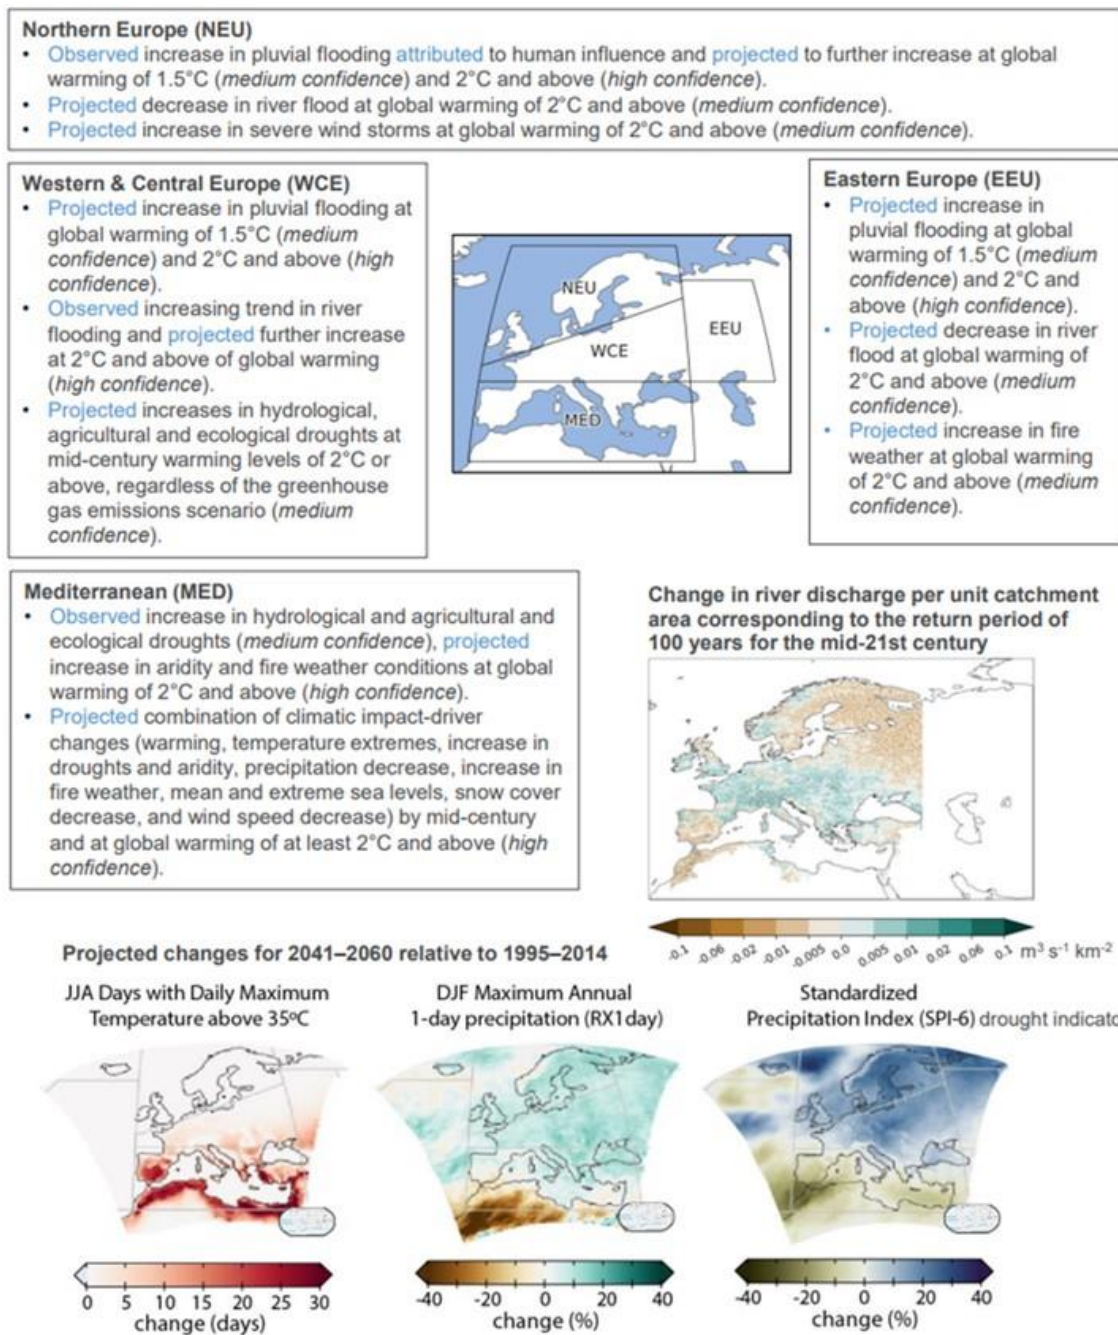 Northern Europe (NEU)
• Observed increase in pluvial flooding attributed to human influence and projected to further increase at global
warming of 1.5°C (medium confidence) and 2°C and above (high confidence).
• Projected decrease in river flood at global warming of 2°C and above (medium confidence).
• Projected increase in severe wind storms at global warming of 2°C and above (medium confidence).
Western & Central Europe (WCE)
• Projected increase in pluvial flooding at
global warming of 1.5°C (medium
confidence) and 2°C and above (high
confidence).
• Observed increasing trend in river
flooding and projected further increase
at 2°C and above of global warming
(high confidence).
• Projected increases in hydrological,
agricultural and ecological droughts at
mid-century warming levels of 2°C or
above, regardless of the greenhouse
gas emissions scenario (medium
confidence).
NEU
WCE
EEU
MED
Eastern Europe (EEU)
• Projected increase in
pluvial flooding at global
warming of 1.5°C (medium
confidence) and 2°C and
above (high confidence).
• Projected decrease in river
flood at global warming of
2°C and above (medium
confidence).
• Projected increase in fire
weather at global warming
of 2°C and above (medium
confidence).
Mediterranean (MED)
• Observed increase in hydrological and agricultural and
ecological droughts (medium confidence), projected
increase in aridity and fire weather conditions at global
warming of 2°C and above (high confidence).
• Projected combination of climatic impact-driver
changes (warming, temperature extremes, increase in
droughts and aridity, precipitation decrease, increase in
fire weather, mean and extreme sea levels, snow cover
decrease, and wind speed decrease) by mid-century
and at global warming of at least 2°C and above (high
confidence).
Change in river discharge per unit catchment
area corresponding to the return period of
100 years for the mid-21st century
-0.1 -0.06 -0.02 -0.01 -0.005 0.0 0.005 0.01 0.02 0.06 0.1 m³ s⁻¹ km⁻²
Projected changes for 2041–2060 relative to 1995–2014
JJA Days with Daily Maximum
Temperature above 35ºC
0 5 10 15 20 25 30
change (days)
DJF Maximum Annual
1-day precipitation (RX1day)
-40 -20 0 20 40
change (%)
Standardized
Precipitation Index (SPI-6) drought indicato
-40 -20 0 20 40
change (%)